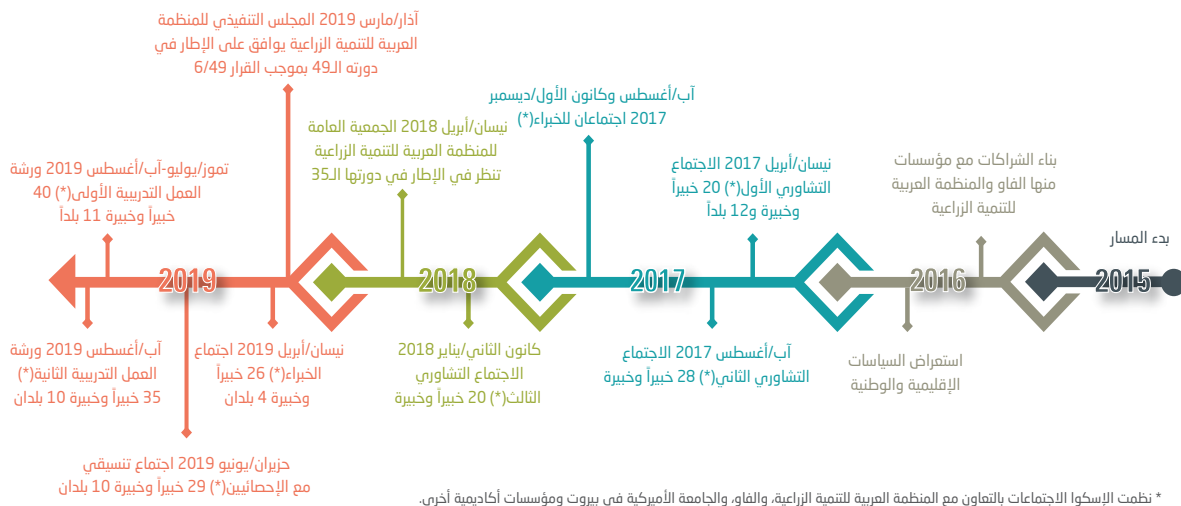 بدء المسار
2015
بناء الشراكات مع مؤسسات
منها الفاو والمنظمة العربية
للتنمية الزراعية
2016
استعراض السياسات
الإقليمية والوطنية
نيسان/أبريل 2017 الاجتماع
التشاوري الأول(*) 20 خبيراً
وخبيرة و12 بلداً
2017
آب/أغسطس 2017 الاجتماع
التشاوري الثاني(*) 28 خبيراً وخبيرة
آب/أغسطس وكانون الأول/ديسمبر
2017 اجتماعان للخبراء(*)
كانون الثاني/يناير 2018
الاجتماع التشاوري
الثالث(*) 20 خبيراً وخبيرة
2018
نيسان/أبريل 2018 الجمعية العامة
للمنظمة العربية للتنمية الزراعية
تنظر في الإطار في دورتها الـ35
آذار/مارس 2019 المجلس التنفيذي للمنظمة
العربية للتنمية الزراعية يوافق على الإطار في
دورته الـ49 بموجب القرار 6/49
نيسان/أبريل 2019 اجتماع
الخبراء(*) 26 خبيراً
وخبيرة 4 بلدان
2019
حزيران/يونيو 2019 اجتماع تنسيقي
مع الإحصائيين(*) 29 خبيراً وخبيرة 10 بلدان
تموز/يوليو-آب/أغسطس 2019 ورشة
العمل التدريبية الأولى(*) 40
خبيراً وخبيرة 11 بلداً
آب/أغسطس 2019 ورشة
العمل التدريبية الثانية(*)
35 خبيراً وخبيرة 10 بلدان
* نظمت الإسكوا الاجتماعات بالتعاون مع المنظمة العربية للتنمية الزراعية، والفاو، والجامعة الأميركية في بيروت ومؤسسات أكاديمية أخرى.